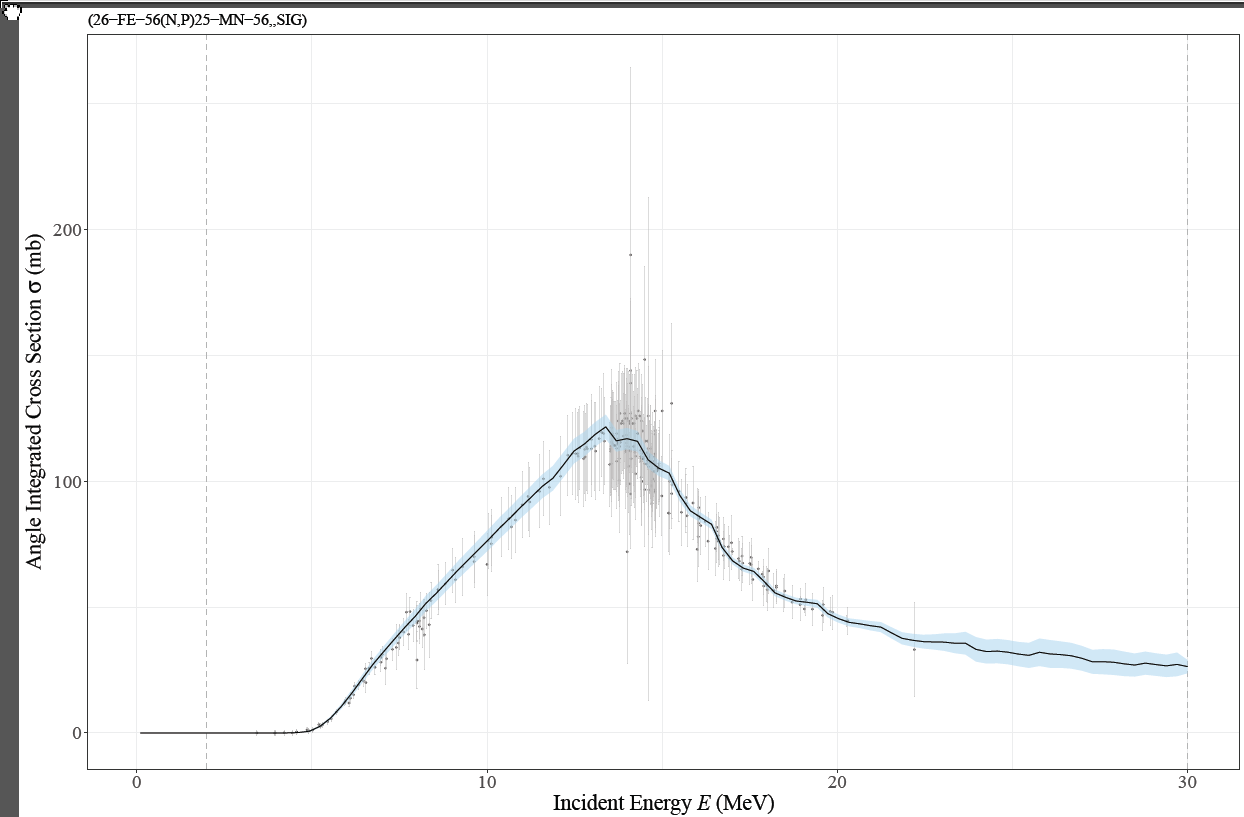 (26−FE−56(N,P)25−MN−56,,SIG)
Angle Integrated Cross Section σ (mb)
200
100
0
0 10 20 30
Incident Energy E (MeV)